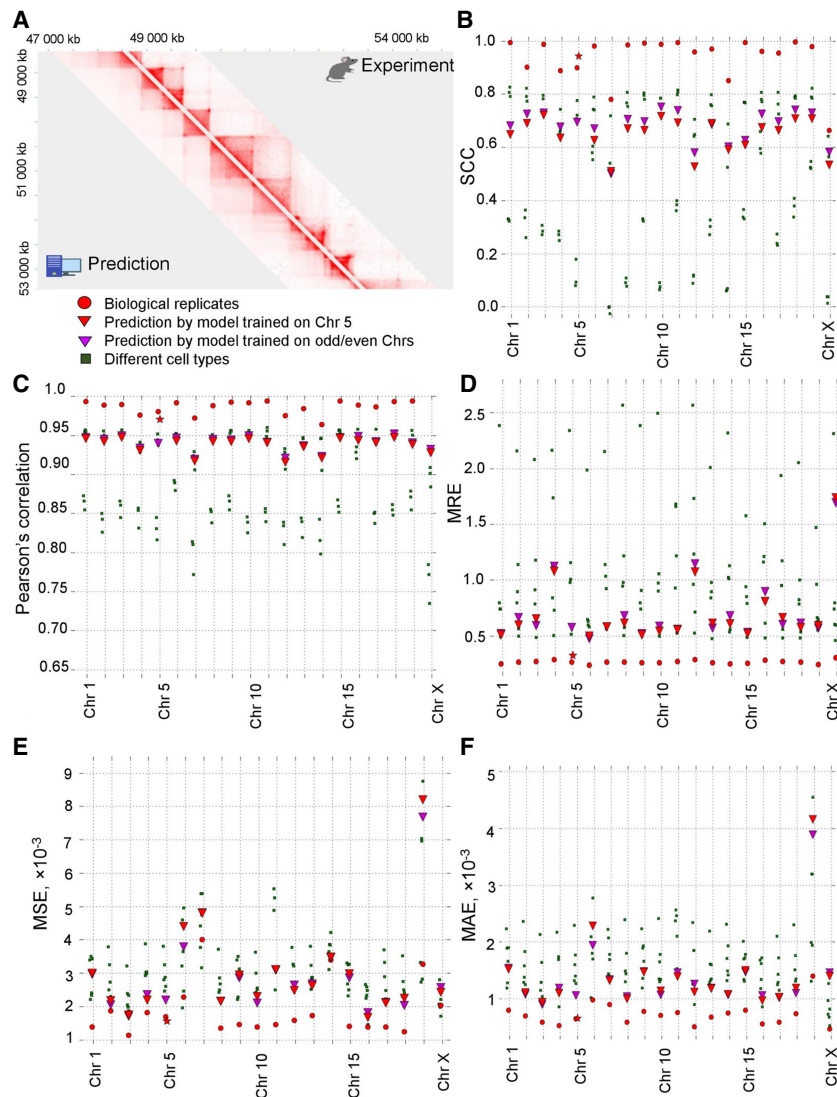 A
47 000 kb
49 000 kb
54 000 kb
49 000 kb
51 000 kb
53 000 kb
Experiment
Prediction
Biological replicates
Prediction by model trained on Chr 5
Prediction by model trained on odd/even Chrs
Different cell types
B
SCC
1.0
0.8
0.6
0.4
0.2
0.0
Chr 1
Chr 5
Chr 10
Chr 15
Chr X
C
Pearson's correlation
1.0
0.95
0.90
0.85
0.80
0.75
0.70
0.65
Chr 1
Chr 5
Chr 10
Chr 15
Chr X
D
MRE
2.5
2.0
1.5
1.0
0.5
Chr 1
Chr 5
Chr 10
Chr 15
Chr X
E
MSE, ×10⁻³
9
8
7
6
5
4
3
2
1
Chr 1
Chr 5
Chr 10
Chr 15
Chr X
F
MAE, ×10⁻³
5
4
3
2
1
Chr 1
Chr 5
Chr 10
Chr 15
Chr X